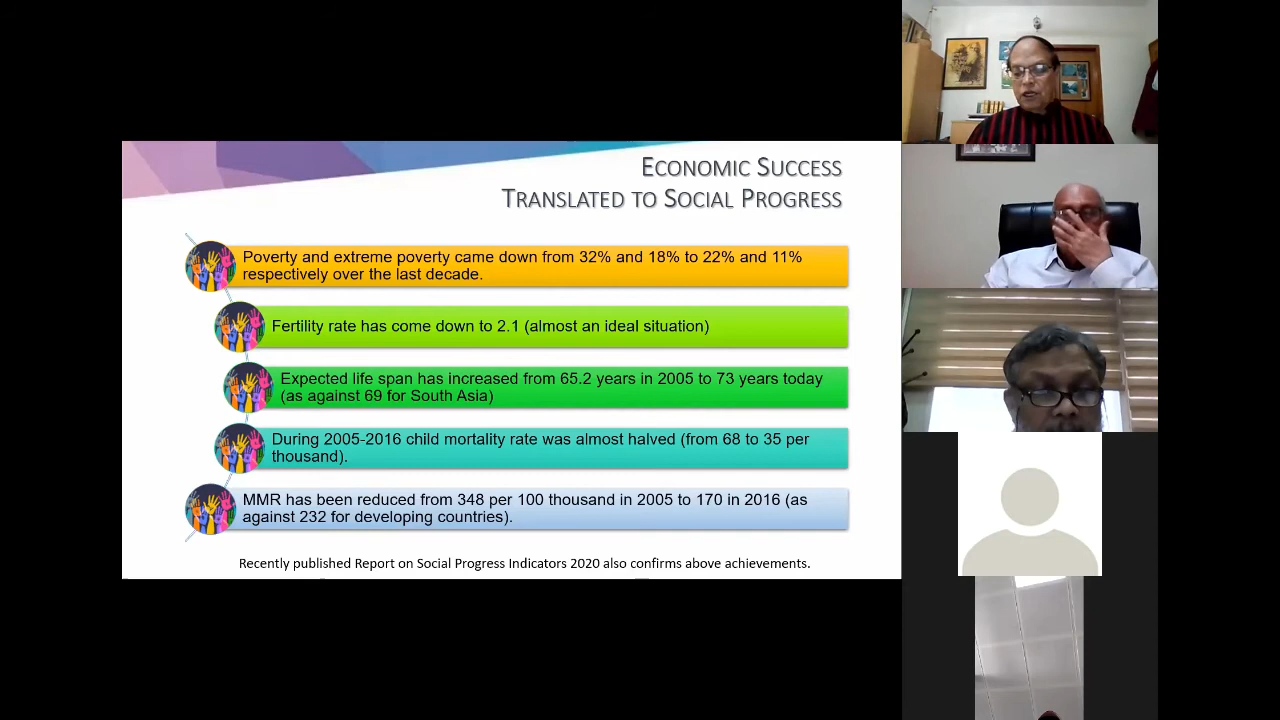 Economic Success
Translated to Social Progress
Poverty and extreme poverty came down from 32% and 18% to 22% and 11%
respectively over the last decade.
Fertility rate has come down to 2.1 (almost an ideal situation)
Expected life span has increased from 65.2 years in 2005 to 73 years today
(as against 69 for South Asia)
During 2005-2016 child mortality rate was almost halved (from 68 to 35 per
thousand).
MMR has been reduced from 348 per 100 thousand in 2005 to 170 in 2016 (as
against 232 for developing countries).
Recently published Report on Social Progress Indicators 2020 also confirms above achievements.